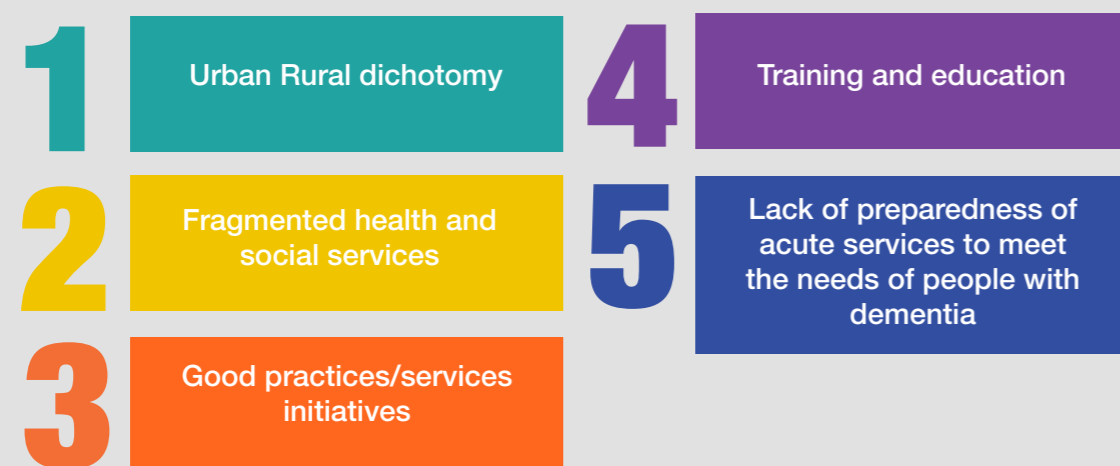 1
Urban Rural dichotomy
2
Fragmented health and
social services
3
Good practices/services
initiatives
4
Training and education
5
Lack of preparedness of
acute services to meet
the needs of people with
dementia